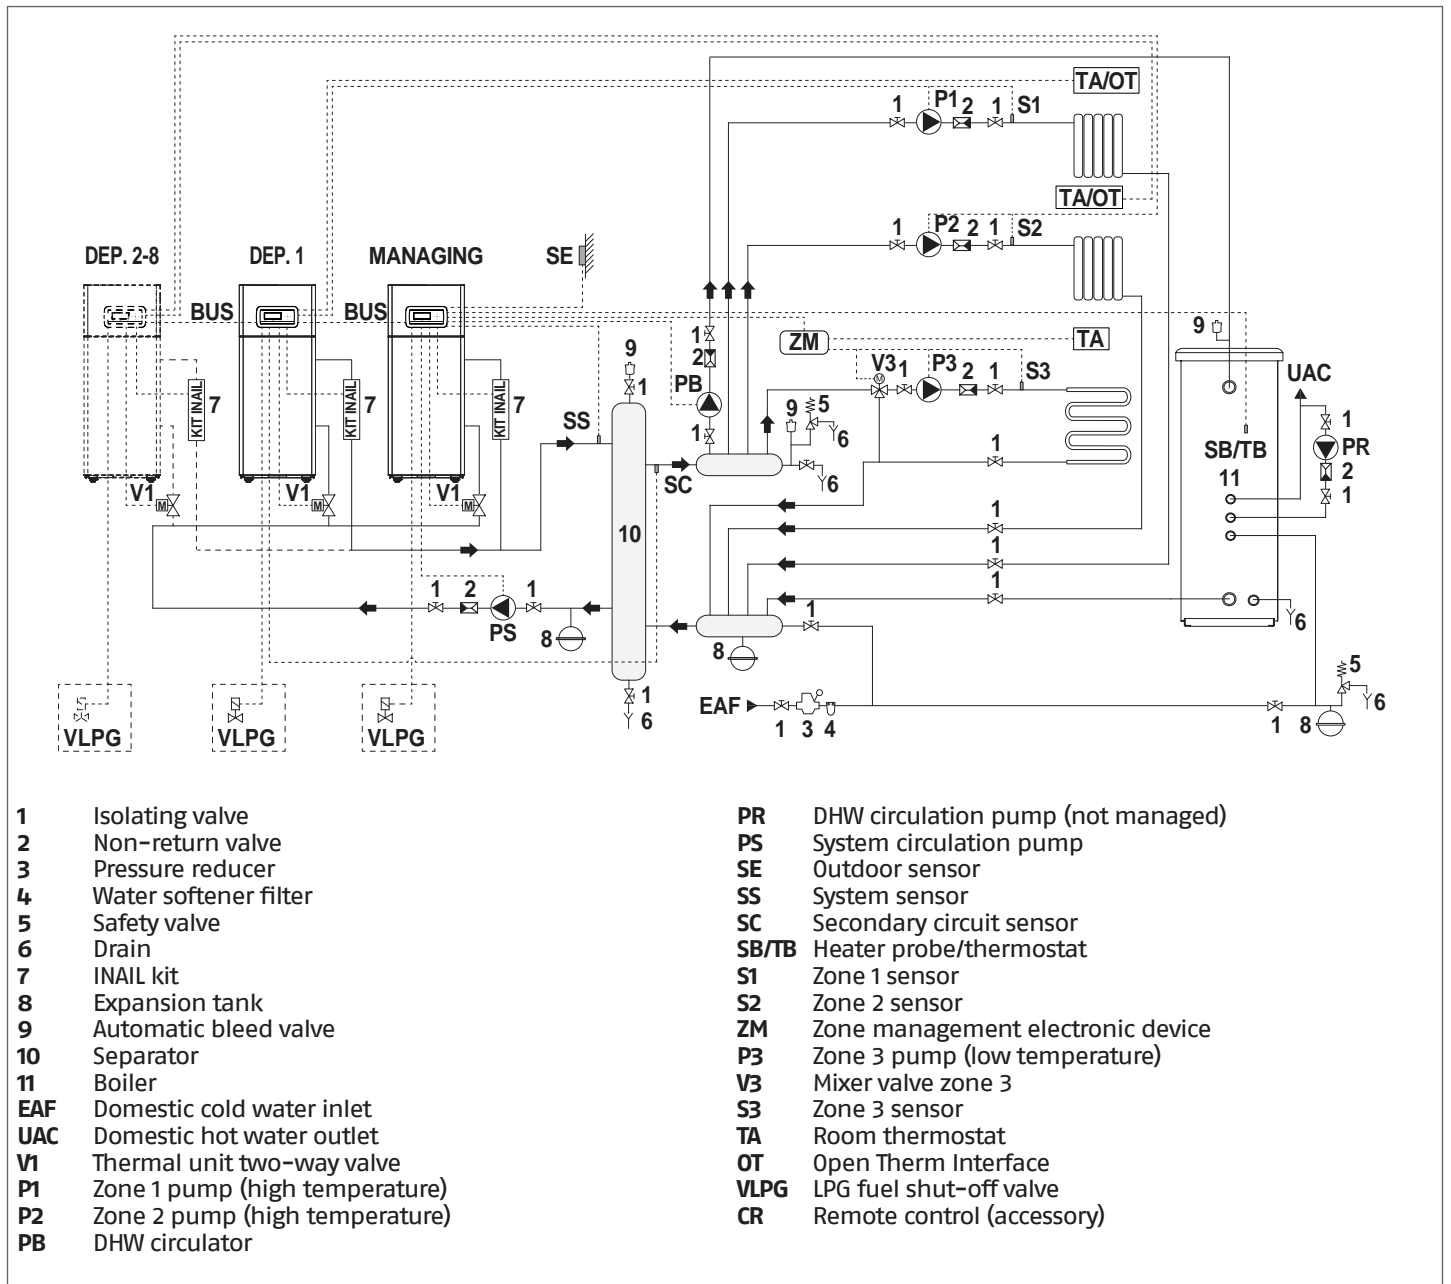 TA/OT
1 P1 2 1 S1
TA/OT
1 P2 2 1 S2
DEP. 2-8 DEP. 1 MANAGING SE
BUS BUS
1 ZM TA 9
2 V3 1 P3 2 1 S3
9 1 PB 9 5 UAC
KIT INAIL 7 KIT INAIL 7 KIT INAIL 7
SS 1 6 1
SB/TB PR
SC 6 1 11 2
V1 V1 V1 1
M M M M
10 1
1
1
1 2 1 1
PS 8 8 6
1 5
EAF 6
6 1 3 4 1 8
VLPG VLPG VLPG
1 Isolating valve
2 Non-return valve
3 Pressure reducer
4 Water softener filter
5 Safety valve
6 Drain
7 INAIL kit
8 Expansion tank
9 Automatic bleed valve
10 Separator
11 Boiler
EAF Domestic cold water inlet
UAC Domestic hot water outlet
V1 Thermal unit two-way valve
P1 Zone 1 pump (high temperature)
P2 Zone 2 pump (high temperature)
PB DHW circulator
PR DHW circulation pump (not managed)
PS System circulation pump
SE Outdoor sensor
SS System sensor
SC Secondary circuit sensor
SB/TB Heater probe/thermostat
S1 Zone 1 sensor
S2 Zone 2 sensor
ZM Zone management electronic device
P3 Zone 3 pump (low temperature)
V3 Mixer valve zone 3
S3 Zone 3 sensor
TA Room thermostat
OT Open Therm Interface
VLPG LPG fuel shut-off valve
CR Remote control (accessory)